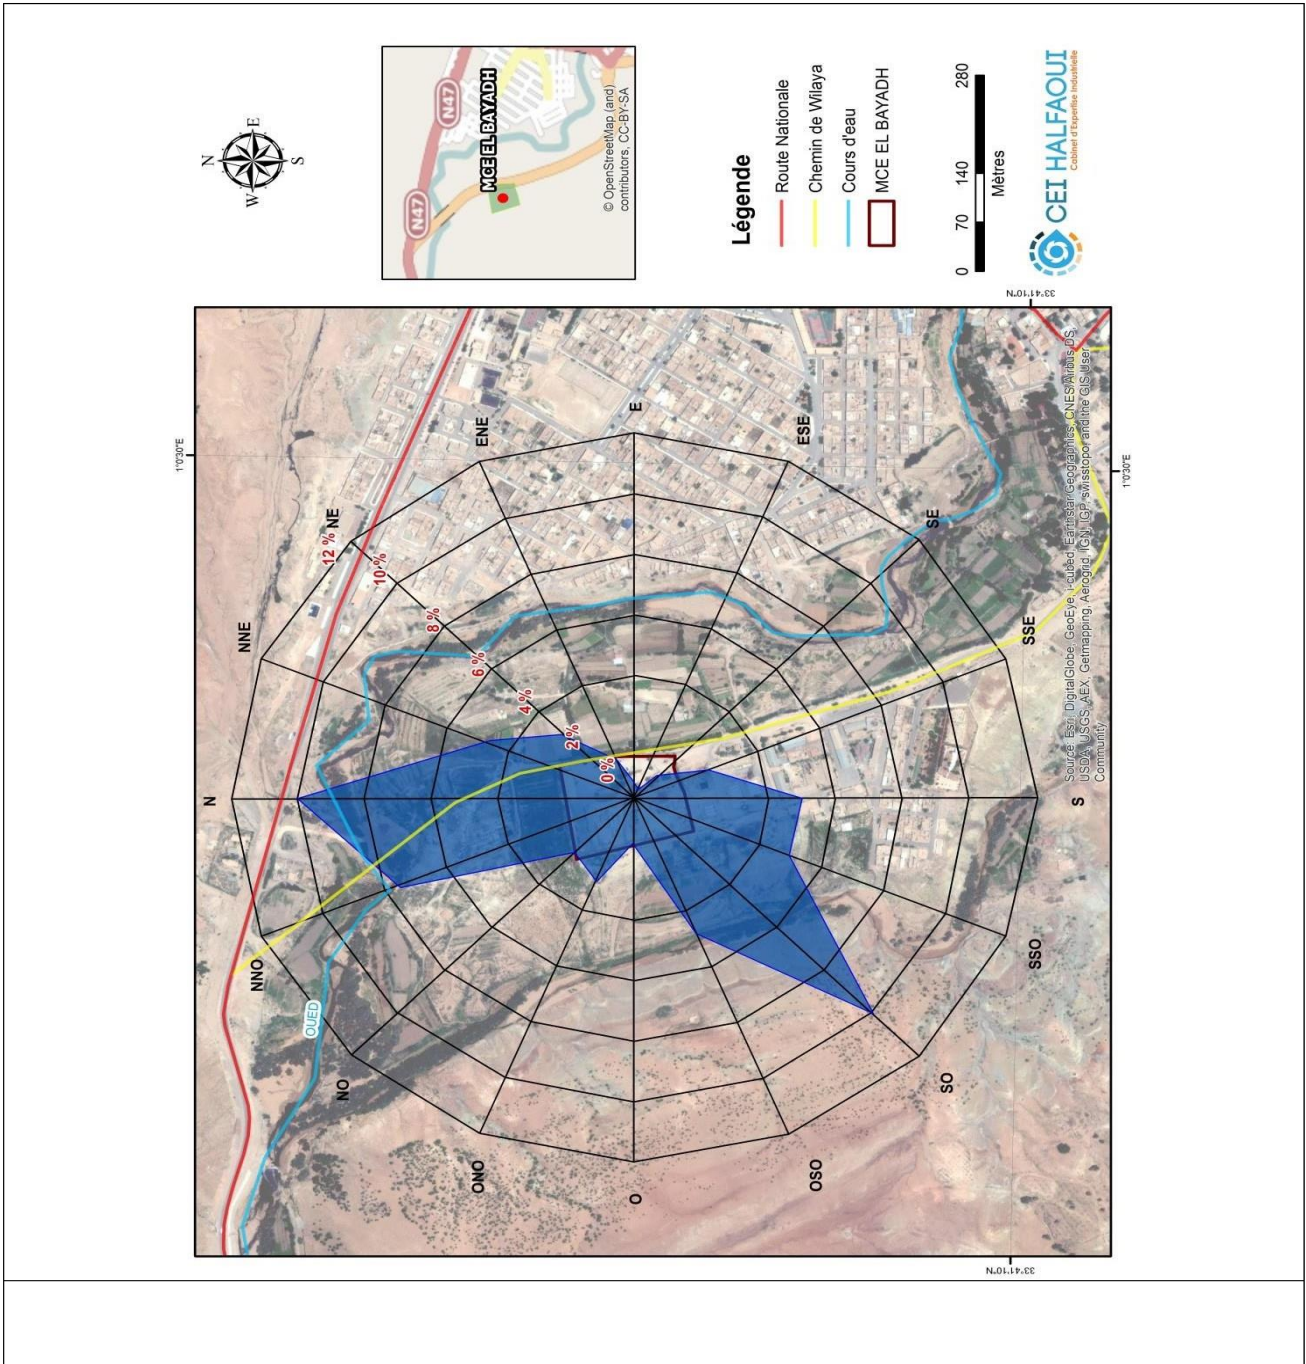 N
W
E
S
N47
N47
MCE EL BAYADH
© OpenStreetMap (and)
contributors, CC-BY-SA
Légende
Route Nationale
Chemin de Wilaya
Cours d'eau
MCE EL BAYADH
0 70 140 280
Mètres
CEI HALFAOUI
Cabinet d'Expertise Industrielle
1°0'30"E
33°41'10"N
N
NNE
NE
ENE
E
ESE
SE
SSE
S
SSO
SO
OSO
O
ONO
NO
NNO
12 %
10 %
8 %
6 %
4 %
2 %
0 %
OUED
Source: Esri, DigitalGlobe, GeoEye, i-cubed, Earthstar Geographics, CNES/Airbus DS,
USDA, USGS, AEX, Getmapping, Aerogrid, IGN, IGP, swisstopo, and the GIS User
Community
1°0'30"E
33°41'10"N